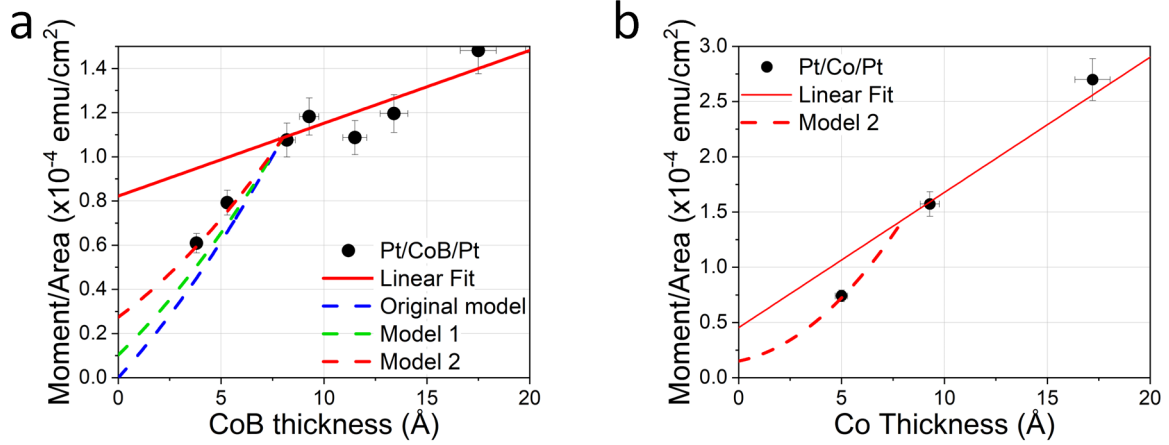 a
Moment/Area (x10⁻⁴ emu/cm²)
1.4
1.2
1.0
0.8
0.6
0.4
0.2
0.0
Pt/CoB/Pt
Linear Fit
Original model
Model 1
Model 2
0 5 10 15 20
CoB thickness (Å)
b
Moment/Area (x10⁻⁴ emu/cm²)
3.0
2.5
2.0
1.5
1.0
0.5
0.0
Pt/Co/Pt
Linear Fit
Model 2
0 5 10 15 20
Co Thickness (Å)